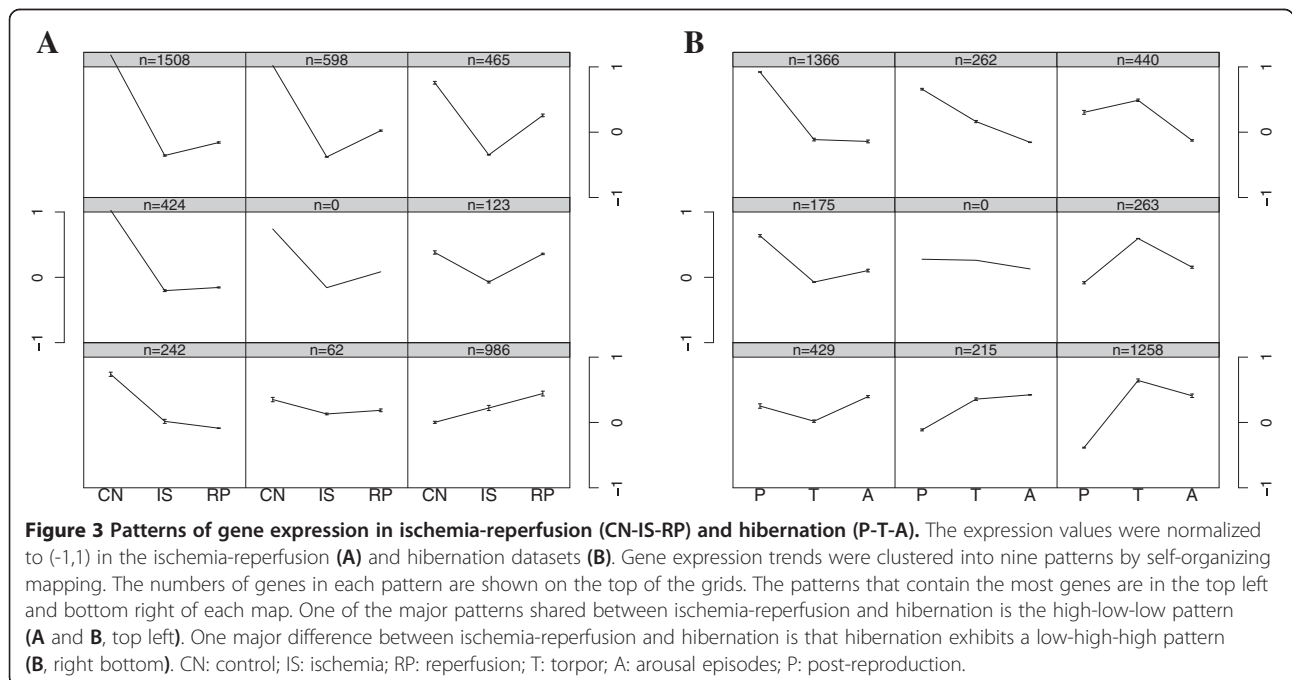 A B
n=1508 n=598 n=465 n=1366 n=262 n=440
1
0
−1
1
0
−1
n=424 n=0 n=123 n=175 n=0 n=263
1
0
−1
1
0
−1
n=242 n=62 n=986 n=429 n=215 n=1258
1
0
−1
1
0
−1
CN IS RP CN IS RP CN IS RP P T A P T A P T A
Figure 3 Patterns of gene expression in ischemia-reperfusion (CN-IS-RP) and hibernation (P-T-A). The expression values were normalized
to (-1,1) in the ischemia-reperfusion (A) and hibernation datasets (B). Gene expression trends were clustered into nine patterns by self-organizing
mapping. The numbers of genes in each pattern are shown on the top of the grids. The patterns that contain the most genes are in the top left
and bottom right of each map. One of the major patterns shared between ischemia-reperfusion and hibernation is the high-low-low pattern
(A and B, top left). One major difference between ischemia-reperfusion and hibernation is that hibernation exhibits a low-high-high pattern
(B, right bottom). CN: control; IS: ischemia; RP: reperfusion; T: torpor; A: arousal episodes; P: post-reproduction.